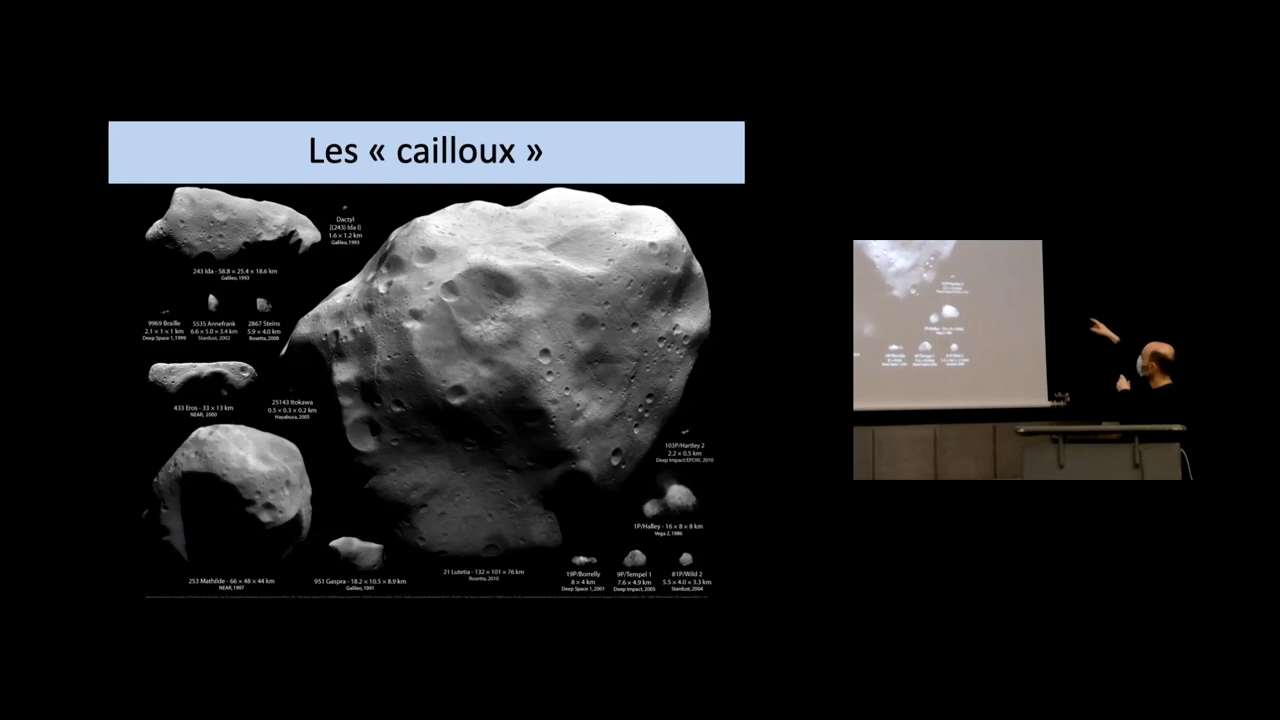 Les « cailloux »
Dactyl
[(243) Ida I]
1.6 × 1.2 km
Galileo, 1993
243 Ida - 58.8 × 25.4 × 18.6 km
Galileo, 1993
9969 Braille
2.1 × 1 × 1 km
Deep Space 1, 1999
5535 Annefrank
6.6 × 5.0 × 3.4 km
Stardust, 2002
2867 Steins
5.9 × 4.0 km
Rosetta, 2008
433 Eros - 33 × 13 km
NEAR, 2000
25143 Itokawa
0.5 × 0.3 × 0.2 km
Hayabusa, 2005
103P/Hartley 2
2.2 × 0.5 km
Deep Impact/EPOXI, 2010
1P/Halley - 16 × 8 × 8 km
Vega 2, 1986
253 Mathilde - 66 × 48 × 44 km
NEAR, 1997
951 Gaspra - 18.2 × 10.5 × 8.9 km
Galileo, 1991
21 Lutetia - 132 × 101 × 76 km
Rosetta, 2010
19P/Borrelly
8 × 4 km
Deep Space 1, 2001
9P/Tempel 1
7.6 × 4.9 km
Deep Impact, 2005
81P/Wild 2
5.5 × 4.0 × 3.3 km
Stardust, 2004